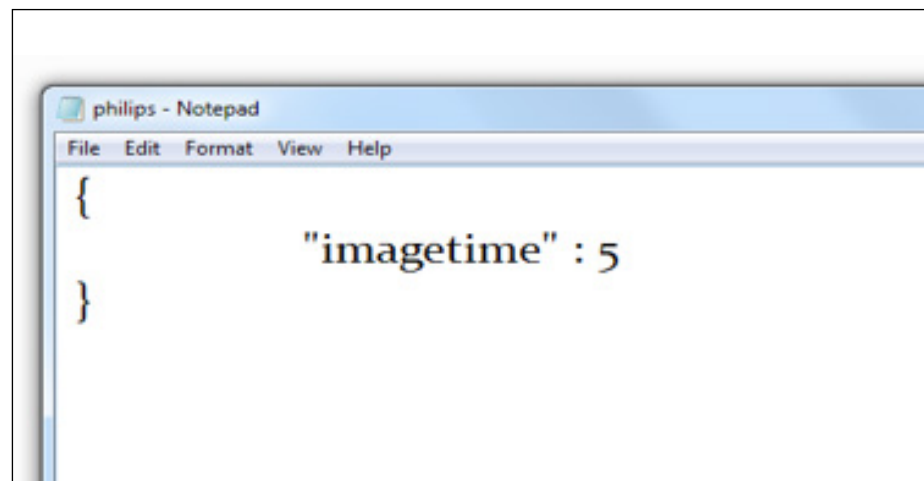 philips - Notepad
File Edit Format View Help
{
"imagetime" : 5
}